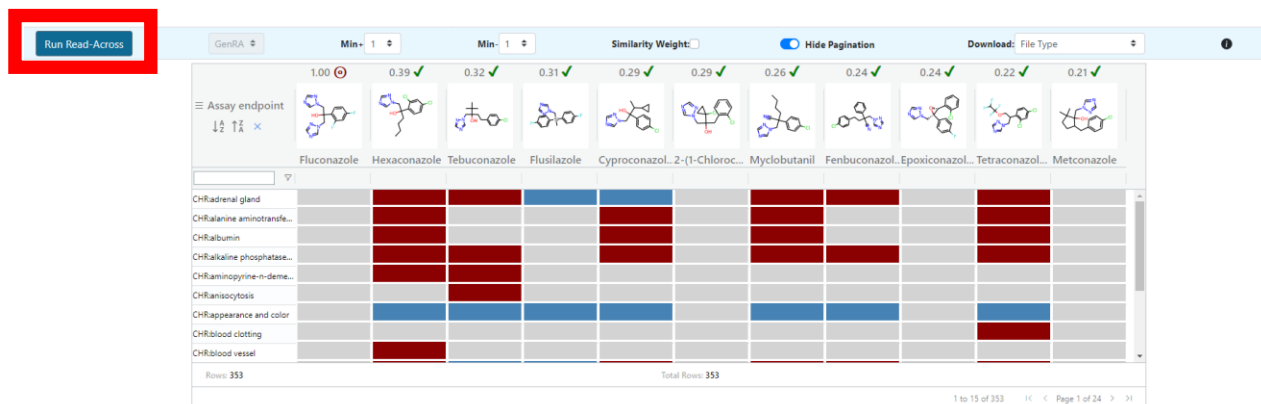 Run Read-Across
GenRA
Min+ 1
Min- 1
Similarity Weight:
Hide Pagination
Download: File Type
1.00 0.39 0.32 0.31 0.29 0.29 0.26 0.24 0.24 0.22 0.21
Assay endpoint
Fluconazole Hexaconazole Tebuconazole Flusilazole Cyproconazol... 2-(1-Chloroc... Myclobutanil Fenbuconazol... Epoxiconazol... Tetraconazol... Metconazole
CHR:adrenal gland
CHR:alanine aminotransfe...
CHR:albumin
CHR:alkaline phosphatase...
CHR:aminopyrine-n-deme...
CHR:anisocytosis
CHR:appearance and color
CHR:blood clotting
CHR:blood vessel
Rows: 353
Total Rows: 353
1 to 15 of 353 Page 1 of 24